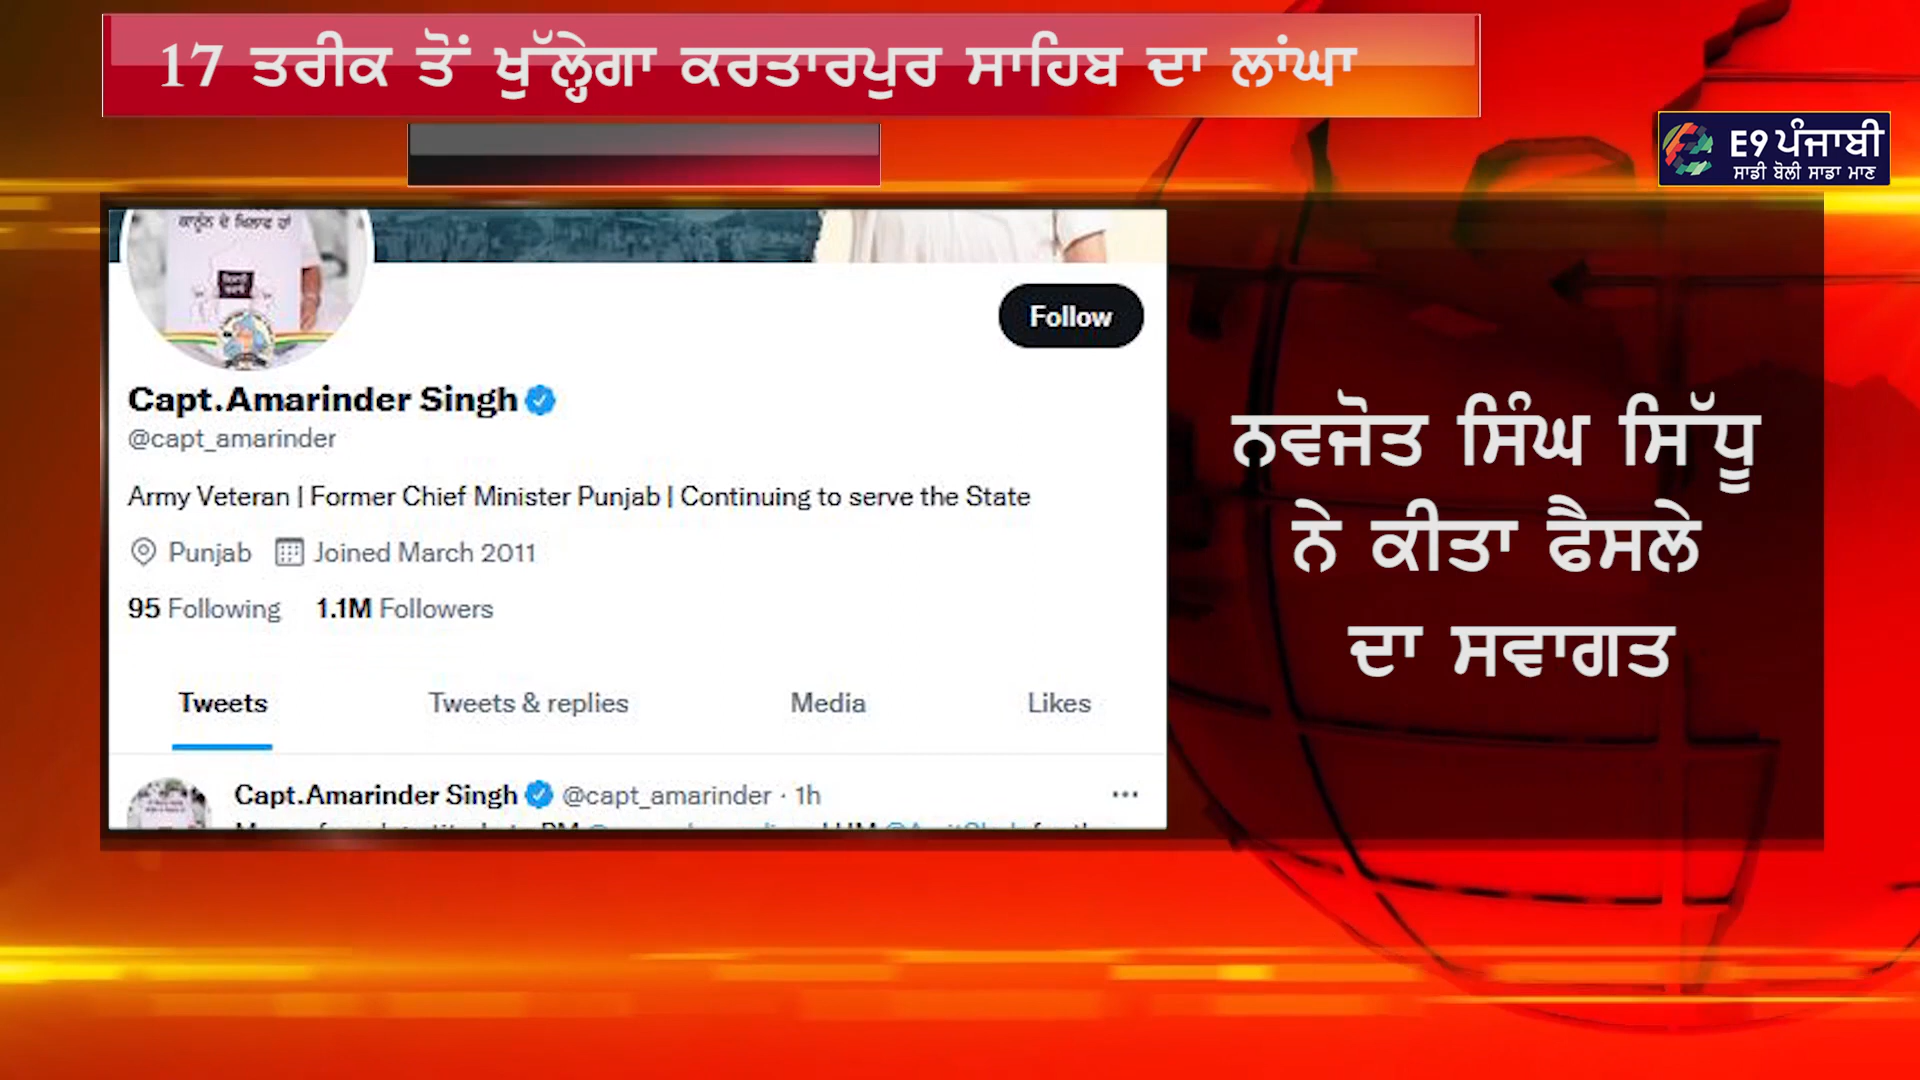 17 ਤਰੀਕ ਤੋਂ ਖੁੱਲ੍ਹੇਗਾ ਕਰਤਾਰਪੁਰ ਸਾਹਿਬ ਦਾ ਲਾਂਘਾ
E9 ਪੰਜਾਬੀ
ਸਾਡੀ ਬੋਲੀ ਸਾਡਾ ਮਾਣ
ਕਾਨੂੰਨ ਦੇ ਖਿਲਾਫ ਹਾਂ
Follow
Capt.Amarinder Singh
@capt_amarinder
Army Veteran | Former Chief Minister Punjab | Continuing to serve the State
Punjab Joined March 2011
95 Following 1.1M Followers
Tweets Tweets & replies Media Likes
Capt.Amarinder Singh @capt_amarinder · 1h
ਨਵਜੋਤ ਸਿੰਘ ਸਿੱਧੂ
ਨੇ ਕੀਤਾ ਫੈਸਲੇ
ਦਾ ਸਵਾਗਤ